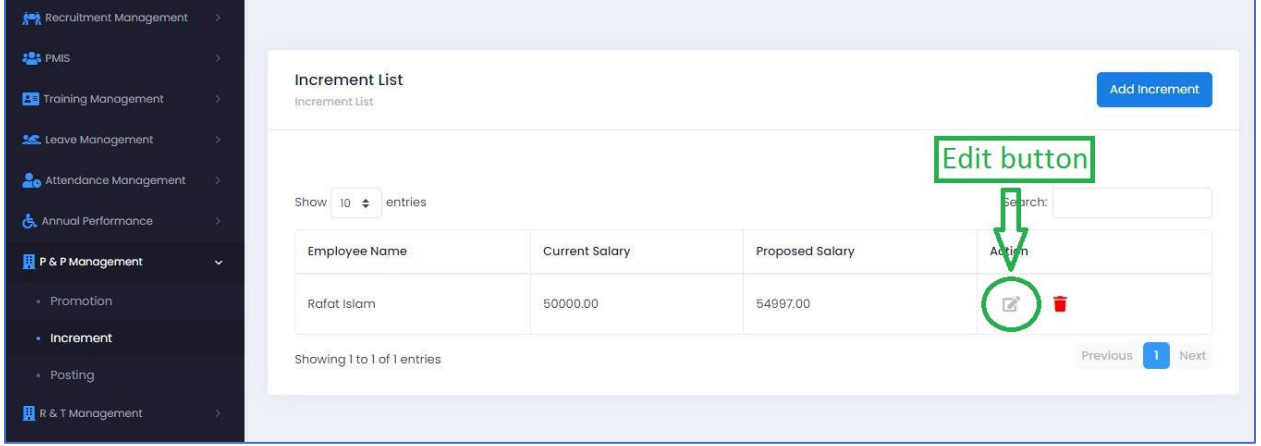 Recruitment Management
PMIS
Training Management
Leave Management
Attendance Management
Annual Performance
P & P Management
Promotion
Increment
Posting
R & T Management
Increment List
Increment List
Add Increment
Edit button
Show 10 entries
Search:
Employee Name Current Salary Proposed Salary Action
Rafat Islam 50000.00 54997.00
Showing 1 to 1 of 1 entries
Previous 1 Next